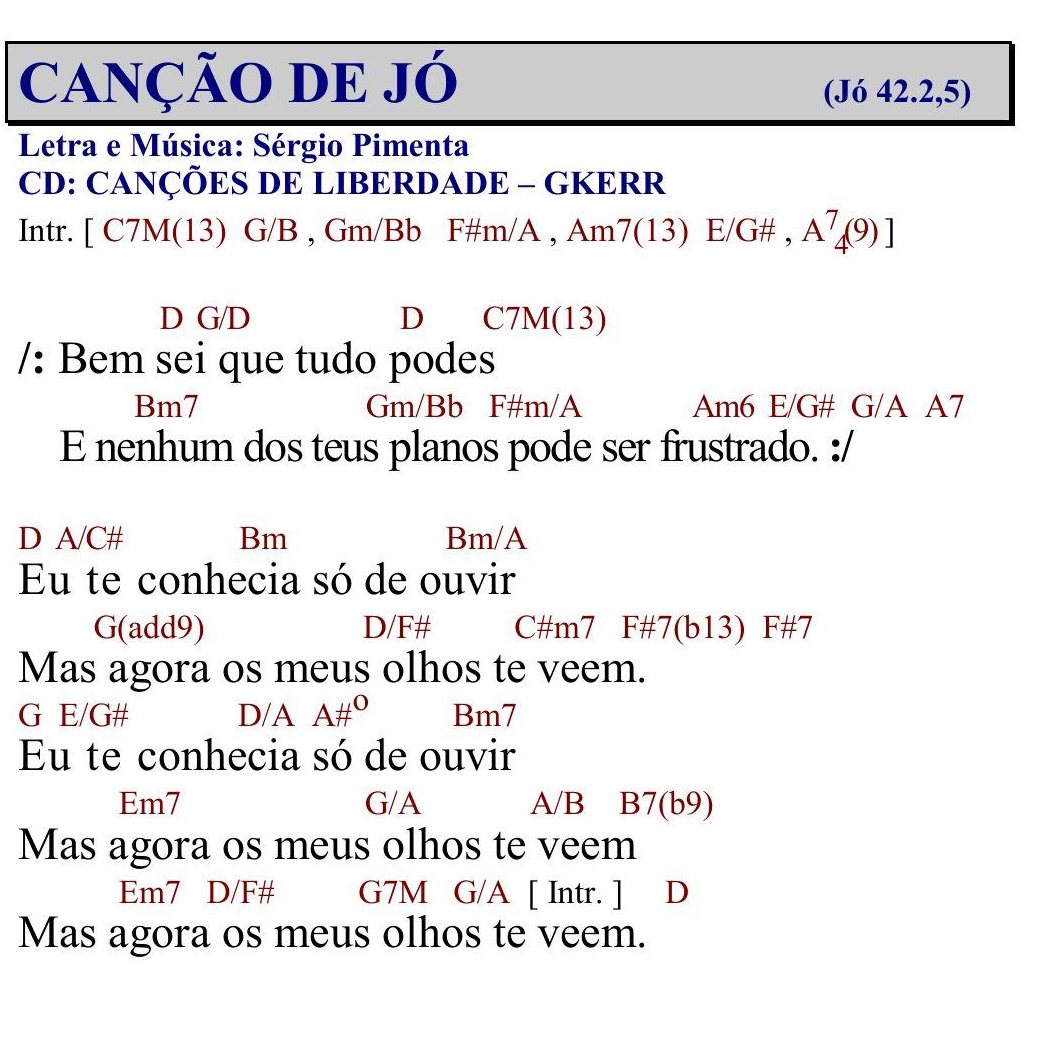 CANÇÃO DE JÓ (Jó 42.2,5)
Letra e Música: Sérgio Pimenta
CD: CANÇÕES DE LIBERDADE – GKERR
Intr. [ C7M(13) G/B , Gm/Bb F#m/A , Am7(13) E/G# , A7/4(9) ]
D G/D D C7M(13)
/: Bem sei que tudo podes
Bm7 Gm/Bb F#m/A Am6 E/G# G/A A7
E nenhum dos teus planos pode ser frustrado. :/
D A/C# Bm Bm/A
Eu te conhecia só de ouvir
G(add9) D/F# C#m7 F#7(b13) F#7
Mas agora os meus olhos te veem.
G E/G# D/A A#º Bm7
Eu te conhecia só de ouvir
Em7 G/A A/B B7(b9)
Mas agora os meus olhos te veem
Em7 D/F# G7M G/A [ Intr. ] D
Mas agora os meus olhos te veem.